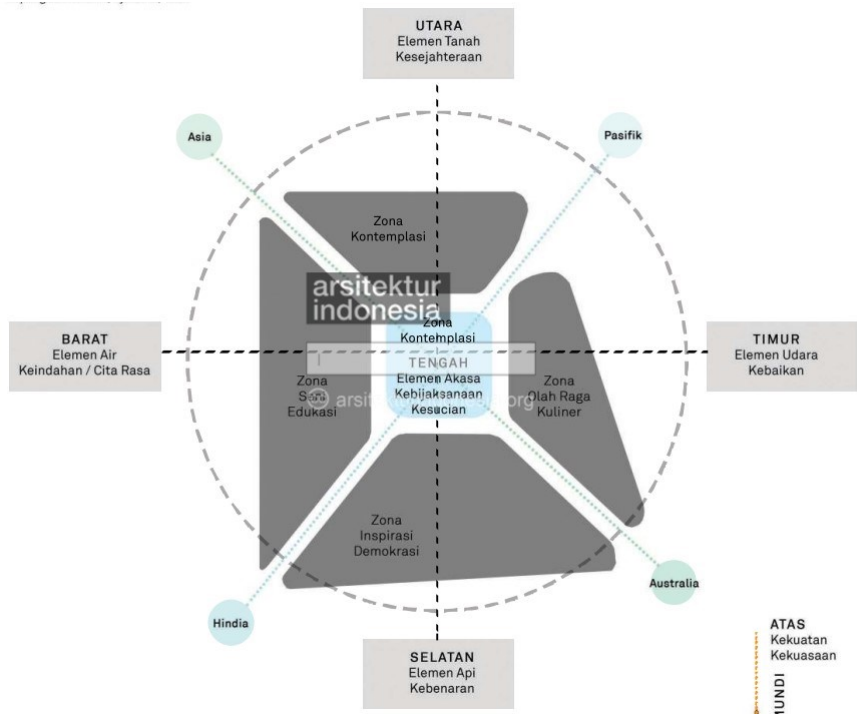 UTARA
Elemen Tanah
Kesejahteraan
Asia
Pasifik
Zona
Kontemplasi
arsitektur
indonesia
Zona
Kontemplasi
BARAT
Elemen Air
Keindahan / Cita Rasa
TENGAH
Elemen Akasa
Kebijaksanaan
Kesucian
TIMUR
Elemen Udara
Kebaikan
Zona
Seni
Edukasi
Zona
Olah Raga
Kuliner
Zona
Inspirasi
Demokrasi
Hindia
Australia
SELATAN
Elemen Api
Kebenaran
ATAS
Kekuatan
Kekuasaan
MUNDI